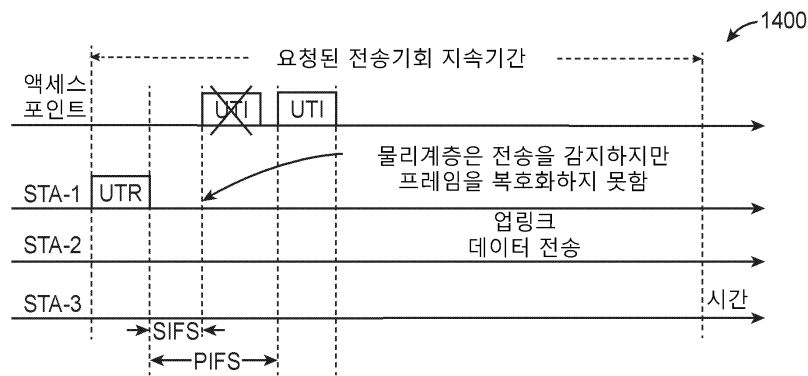 1400
요청된 전송기회 지속기간
액세스
포인트
UTI
UTI
물리계층은 전송을 감지하지만
프레임을 복호화하지 못함
STA-1
UTR
업링크
데이터 전송
STA-2
STA-3
시간
SIFS
PIFS